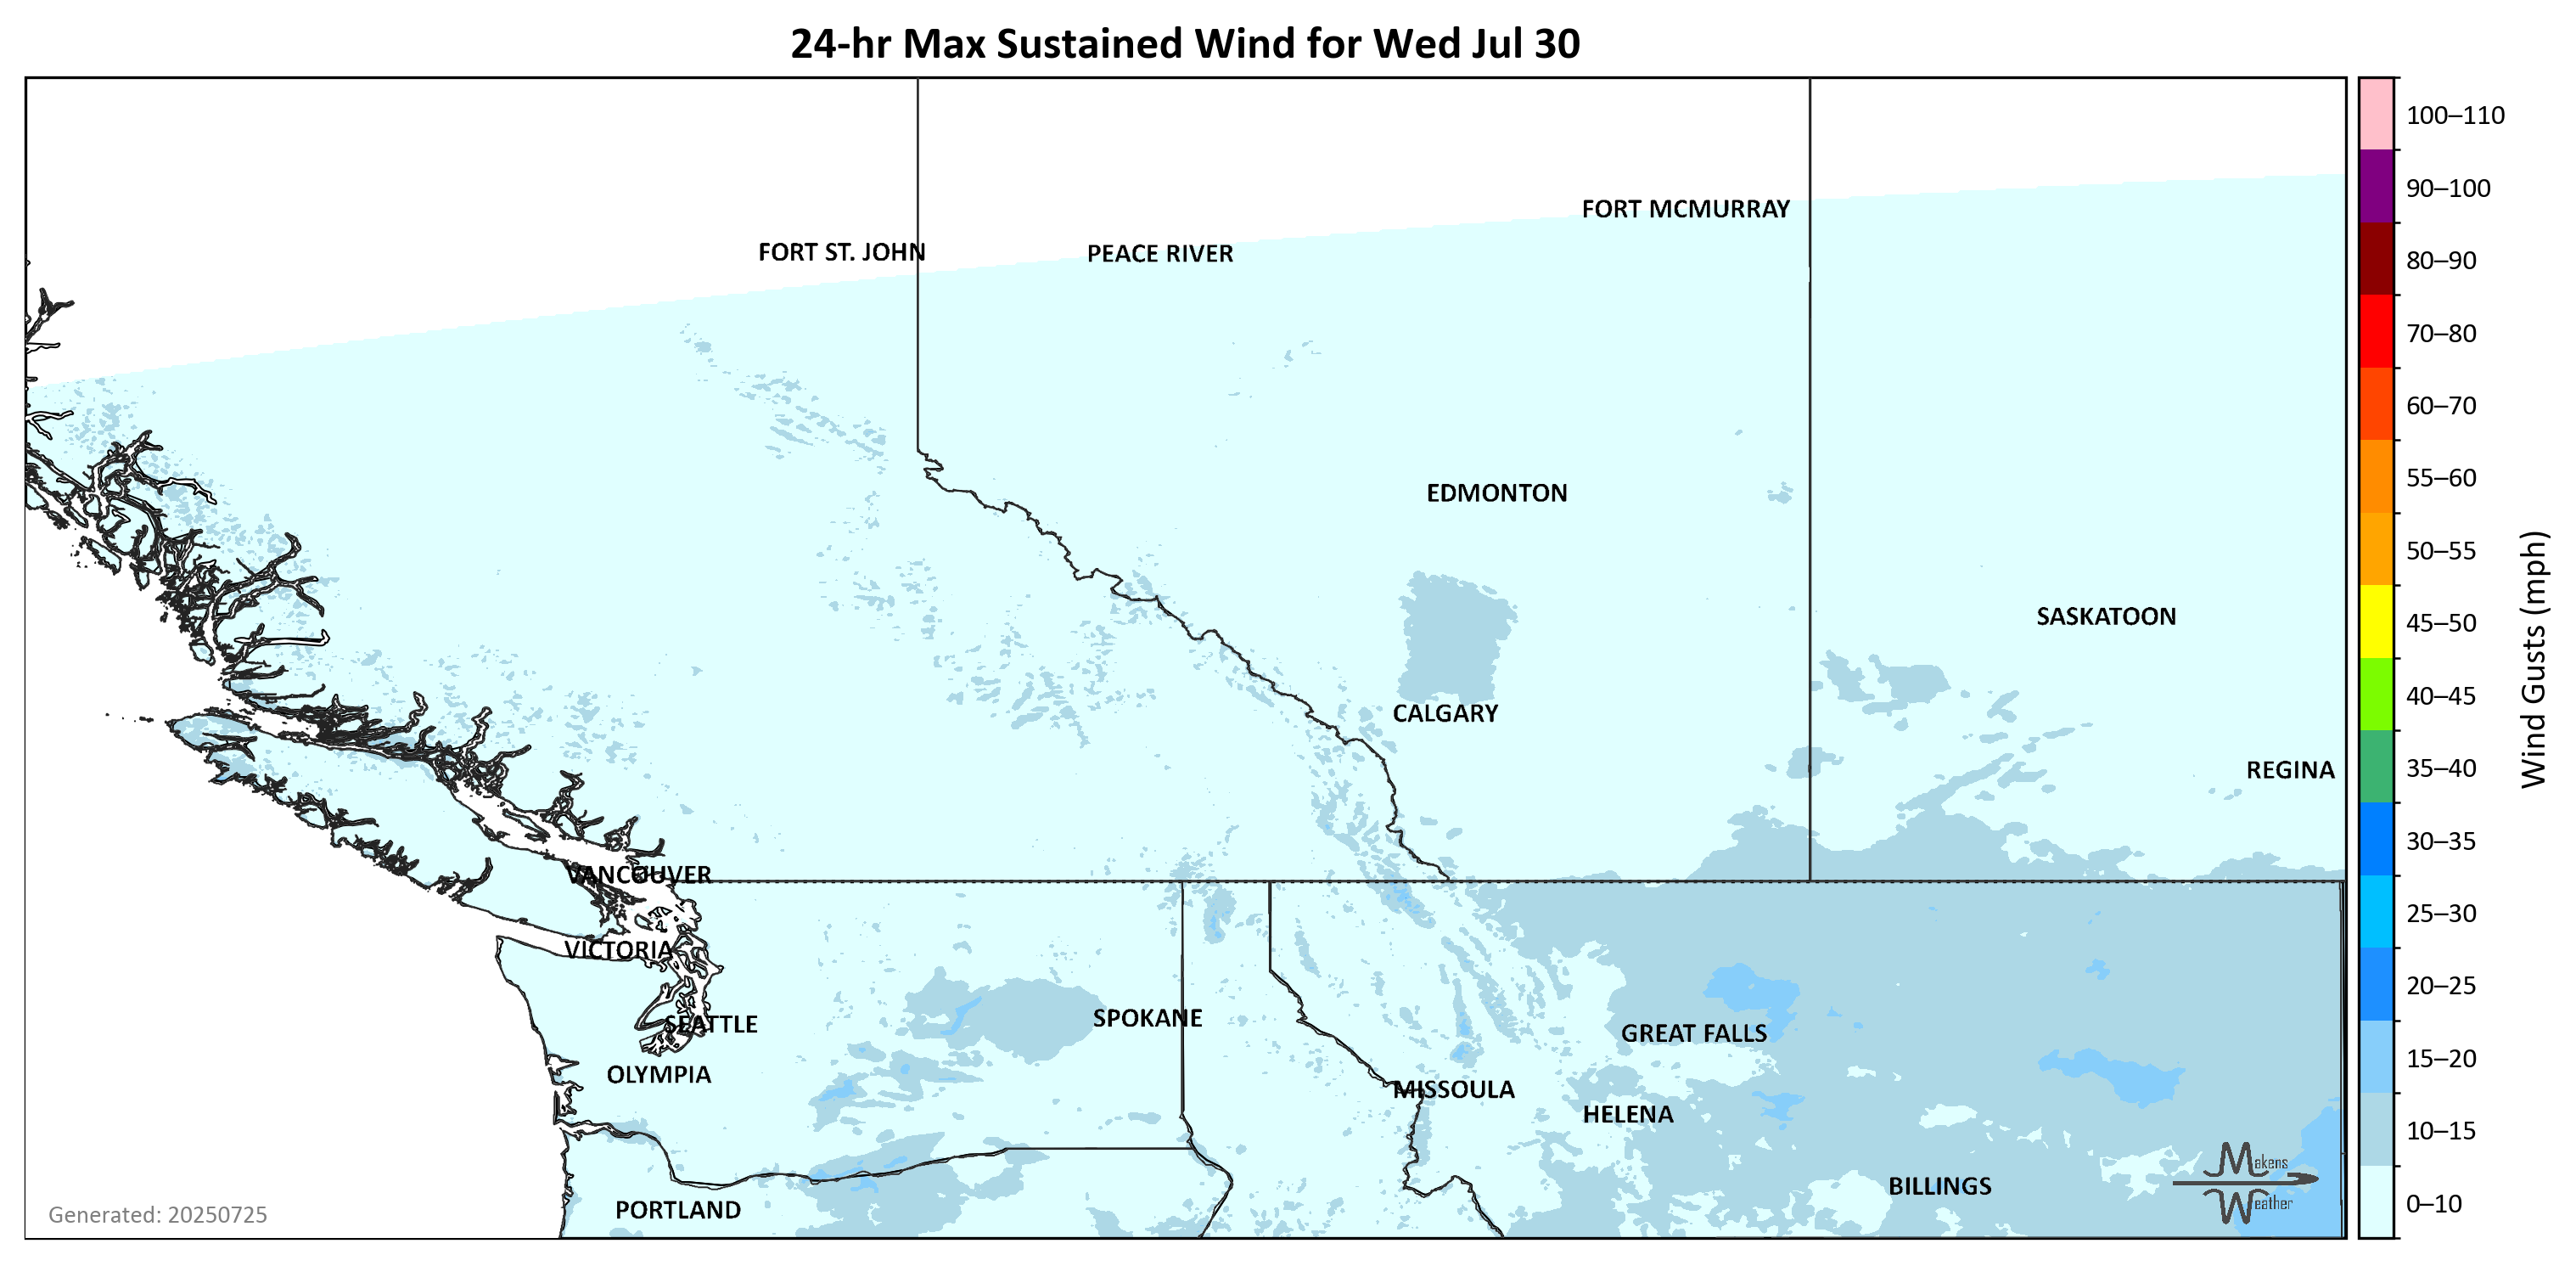 24-hr Max Sustained Wind for Wed Jul 30
FORT MCMURRAY
FORT ST. JOHN
PEACE RIVER
EDMONTON
SASKATOON
CALGARY
REGINA
VANCOUVER
VICTORIA
SEATTLE
SPOKANE
GREAT FALLS
OLYMPIA
MISSOULA
HELENA
BILLINGS
PORTLAND
Makens
Weather
Generated: 20250725
100–110
90–100
80–90
70–80
60–70
55–60
50–55
45–50
40–45
35–40
30–35
25–30
20–25
15–20
10–15
0–10
Wind Gusts (mph)